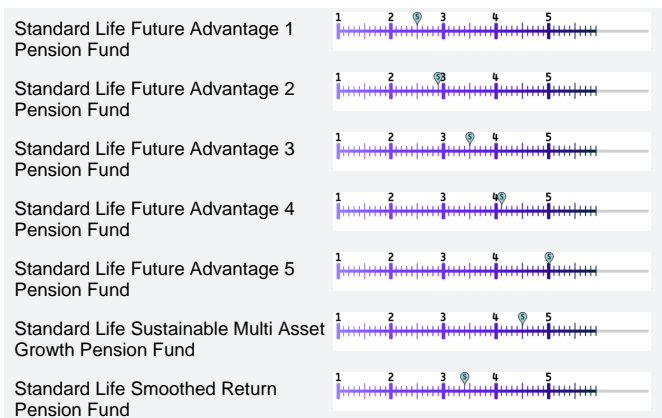 1 2 S 3 4 5
Standard Life Future Advantage 1
Pension Fund
1 2 S 3 4 5
Standard Life Future Advantage 2
Pension Fund
1 2 3 S 4 5
Standard Life Future Advantage 3
Pension Fund
1 2 3 4 S 5
Standard Life Future Advantage 4
Pension Fund
1 2 3 4 5 S
Standard Life Future Advantage 5
Pension Fund
1 2 3 4 S 5
Standard Life Sustainable Multi Asset
Growth Pension Fund
1 2 3 S 4 5
Standard Life Smoothed Return
Pension Fund